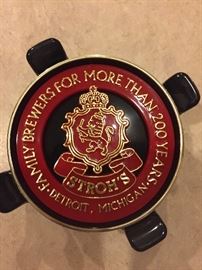 ·FAMILY BREWERS FOR MORE THAN 200 YEARS·
STROH'S
DETROIT, MICHIGAN